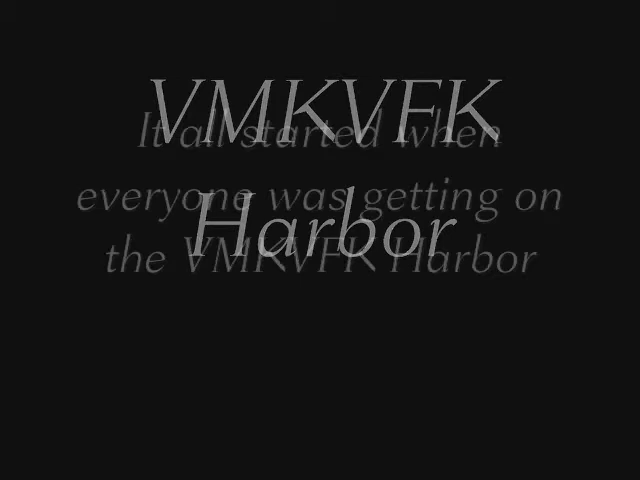 VMKVFK
Harbor
It all started when
everyone was getting on
the VMKVFK Harbor